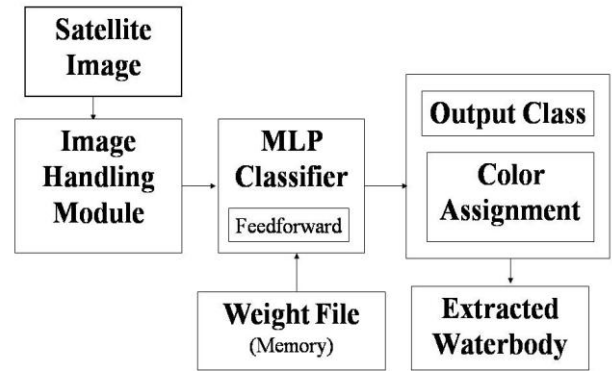 Satellite
Image
Image
Handling
Module
MLP
Classifier
Feedforward
Weight File
(Memory)
Output Class
Color
Assignment
Extracted
Waterbody